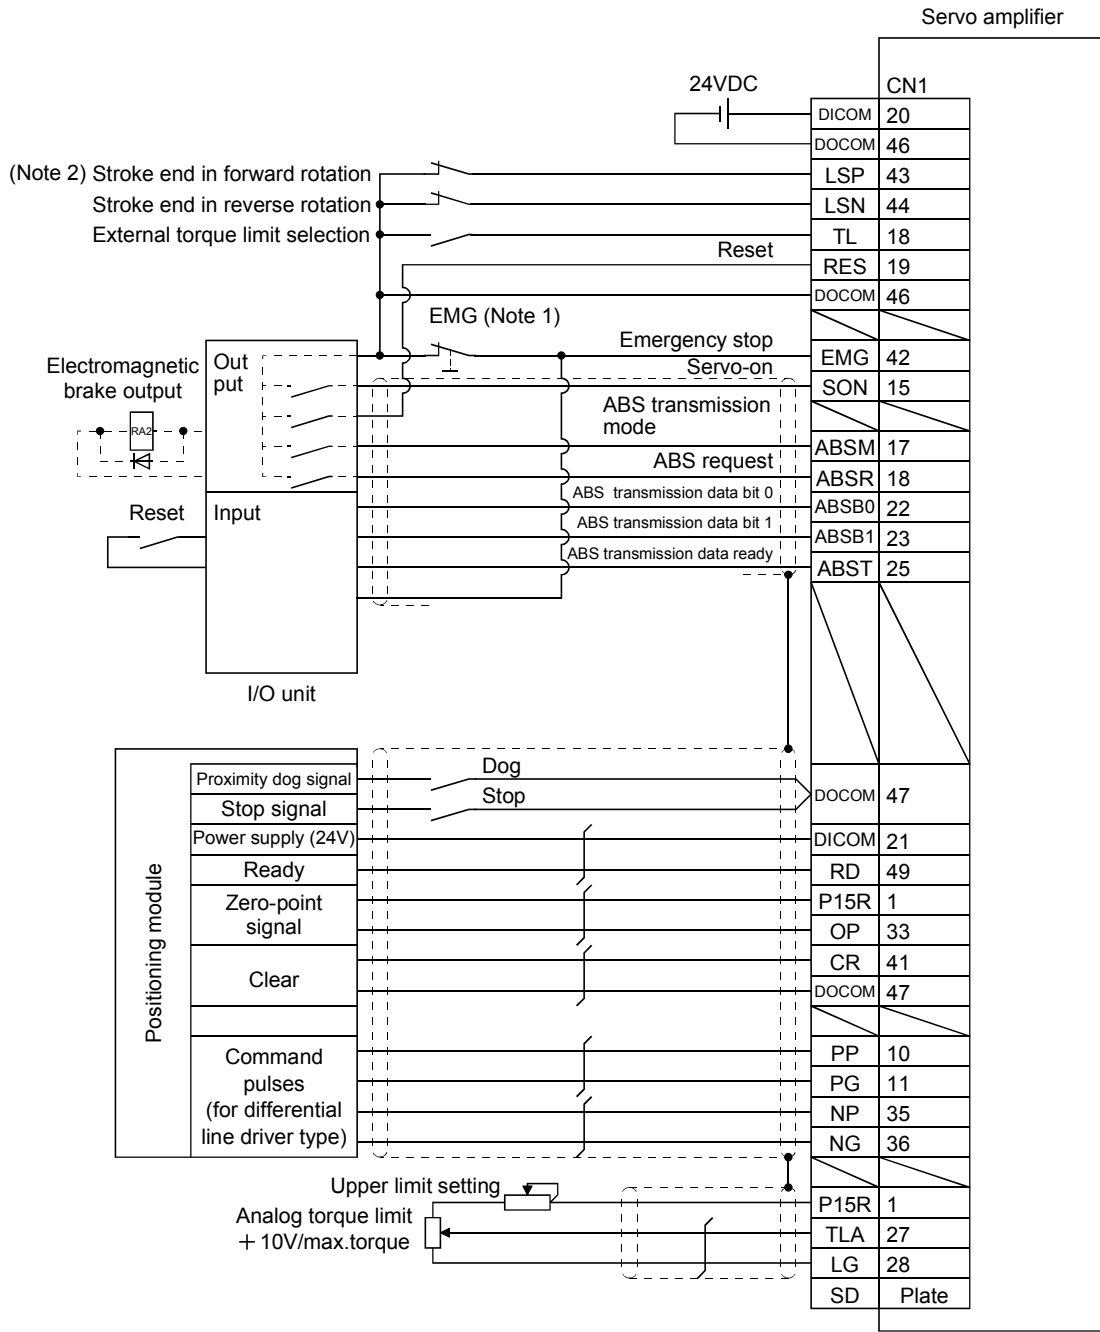 Servo amplifier
24VDC
CN1
DICOM 20
DOCOM 46
(Note 2) Stroke end in forward rotation LSP 43
Stroke end in reverse rotation LSN 44
External torque limit selection TL 18
Reset
RES 19
DOCOM 46
EMG (Note 1)
Emergency stop
EMG 42
Servo-on
SON 15
Electromagnetic
brake output
RA2
Out
put
ABS transmission
mode
ABSM 17
ABS request
ABSR 18
ABS transmission data bit 0
ABSB0 22
Reset
Input
ABS transmission data bit 1
ABSB1 23
ABS transmission data ready
ABST 25
I/O unit
Positioning module
Proximity dog signal
Dog
Stop signal
Stop
DOCOM 47
Power supply (24V)
DICOM 21
Ready
RD 49
Zero-point
signal
P15R 1
OP 33
Clear
CR 41
DOCOM 47
Command
pulses
(for differential
line driver type)
PP 10
PG 11
NP 35
NG 36
Upper limit setting
P15R 1
Analog torque limit
+10V/max.torque
TLA 27
LG 28
SD Plate